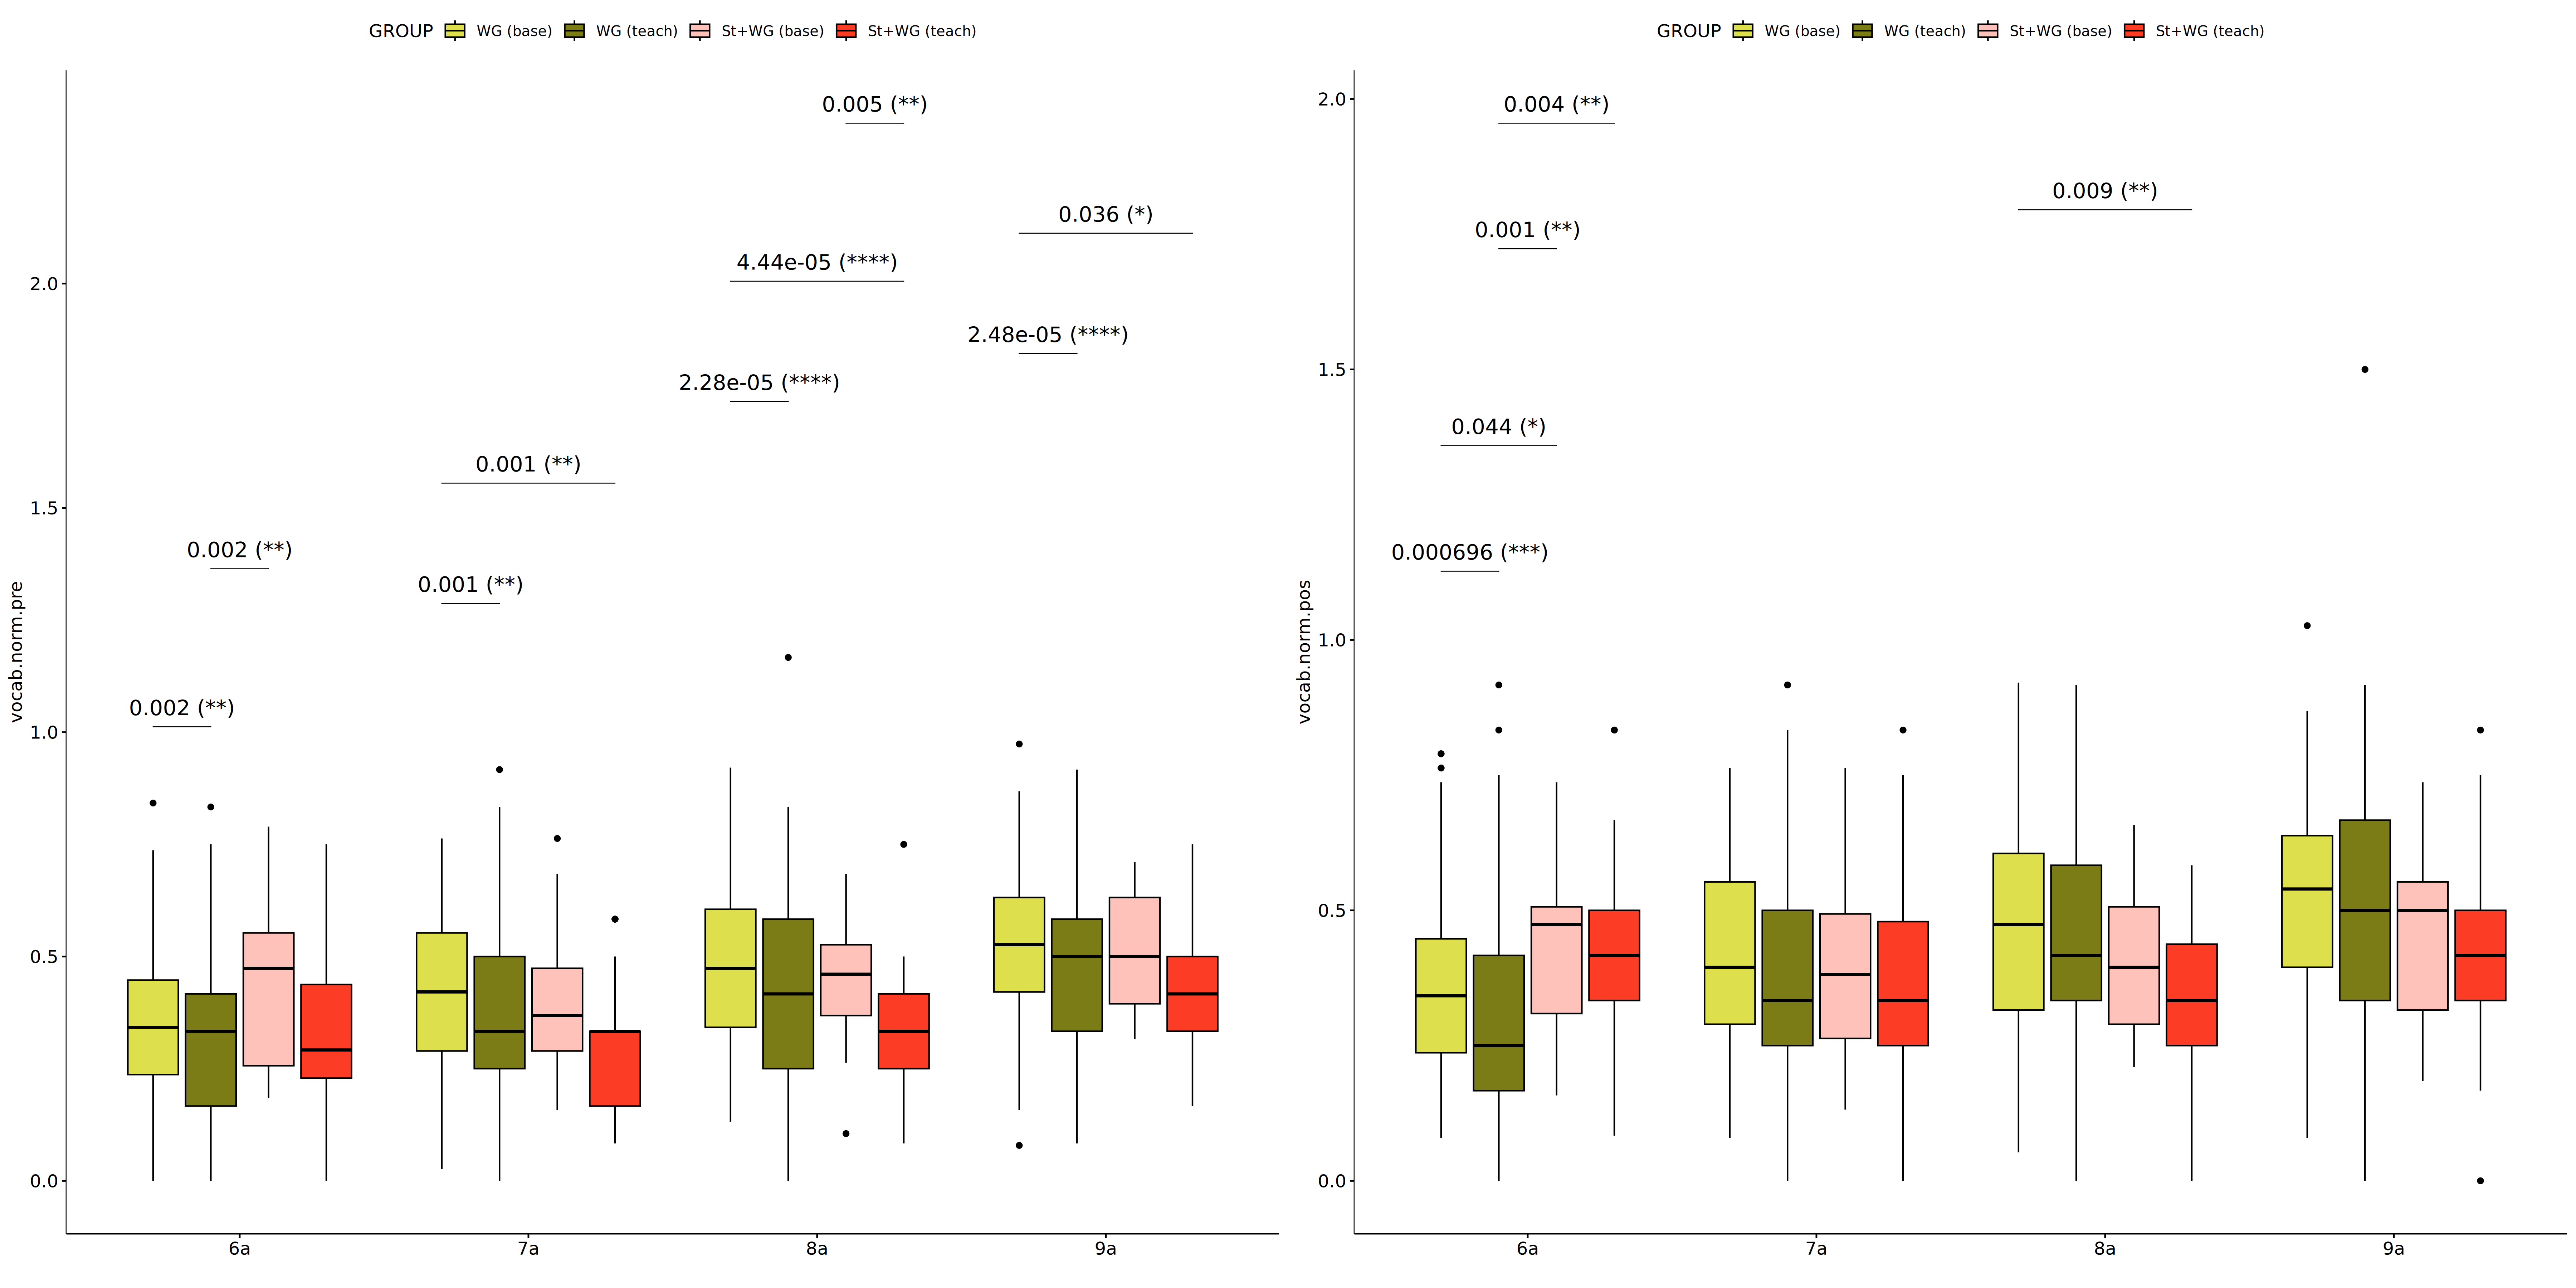 GROUP WG (base) WG (teach) St+WG (base) St+WG (teach)
0.005 (**)
0.036 (*)
4.44e-05 (****)
2.0
2.48e-05 (****)
2.28e-05 (****)
0.001 (**)
1.5
0.002 (**)
0.001 (**)
0.002 (**)
1.0
vocab.norm.pre
0.5
0.0
6a 7a 8a 9a
GROUP WG (base) WG (teach) St+WG (base) St+WG (teach)
2.0
0.004 (**)
0.009 (**)
0.001 (**)
1.5
0.044 (*)
0.000696 (***)
1.0
vocab.norm.pos
0.5
0.0
6a 7a 8a 9a